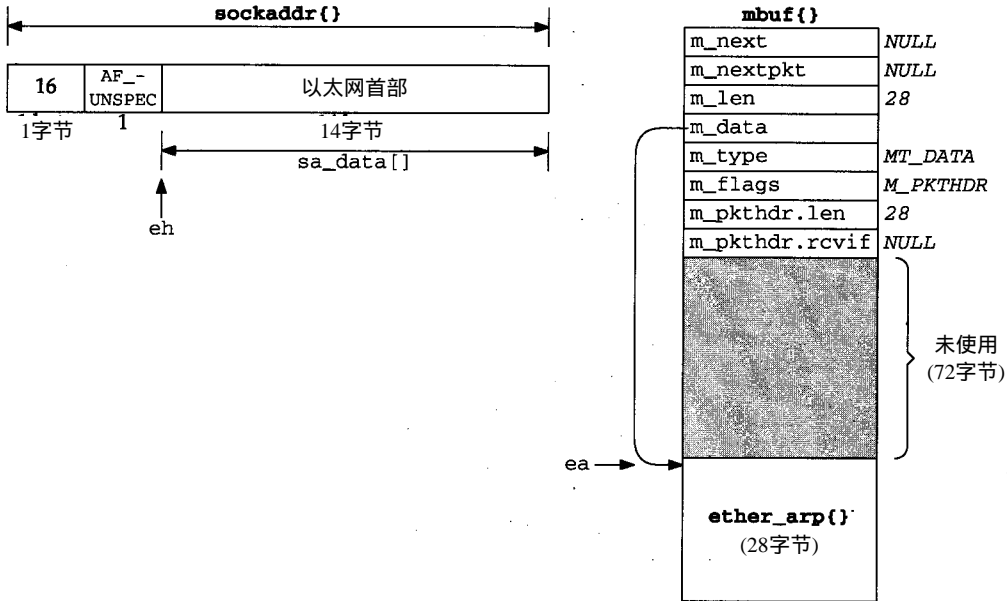 sockaddr{}
16
AF_-
UNSPEC
以太网首部
1字节
1
14字节
sa_data[]
eh
mbuf{}
m_next NULL
m_nextpkt NULL
m_len 28
m_data
m_type MT_DATA
m_flags M_PKTHDR
m_pkthdr.len 28
m_pkthdr.rcvif NULL
未使用
(72字节)
ea
ether_arp{}
(28字节)